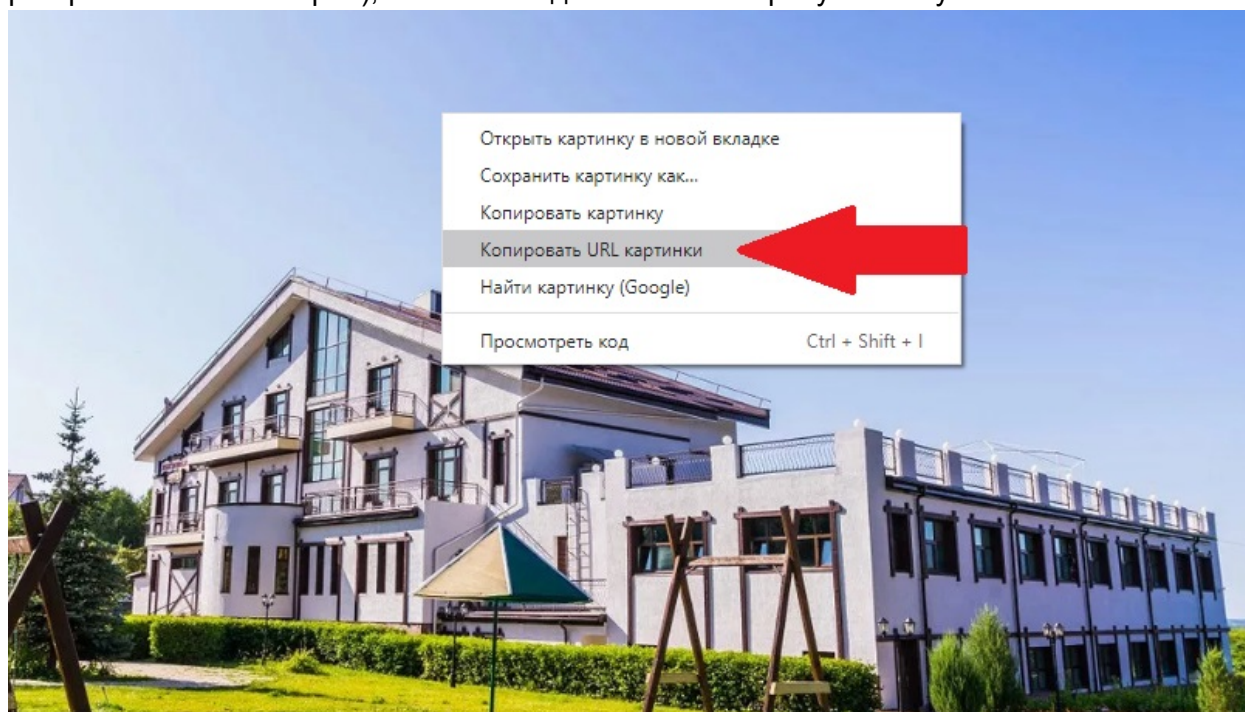 Открыть картинку в новой вкладке
Сохранить картинку как...
Копировать картинку
Копировать URL картинки
Найти картинку (Google)
Просмотреть код Ctrl + Shift + I